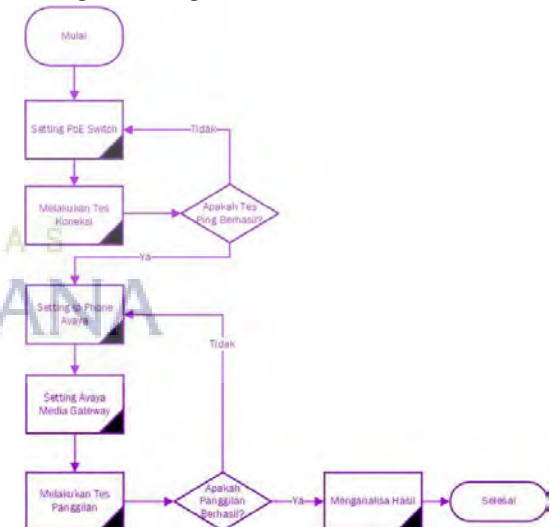 Mulai
Setting PoE Switch
Tidak
Melakukan Tes
Koneksi
Apakah Tes
Ping Berhasil?
Ya
A S
ANA
Setting Ip Phone
Avaya
Tidak
Setting Avaya
Media Gateway
Melakukan Tes
Panggilan
Apakah
Panggilan
Berhasil?
Ya
Menganalisa Hasil
Selesai